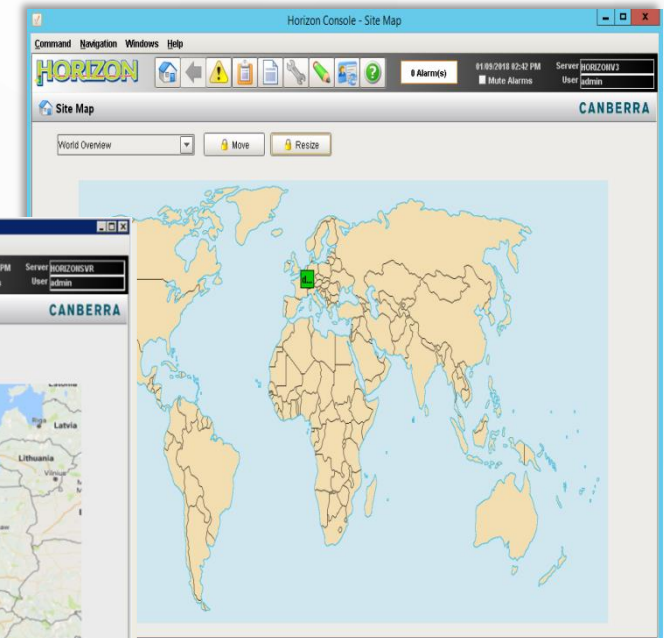 Horizon Console - Site Map
Command Navigation Windows Help
HORIZON
0 Alarm(s)
01/09/2018 02:42 PM
Mute Alarms
Server HORIZONV3
User admin
Site Map
CANBERRA
World Overview
Move
Resize
PM
Server HORIZONSVR
User admin
CANBERRA
Riga
Latvia
Lithuania
Vilnius